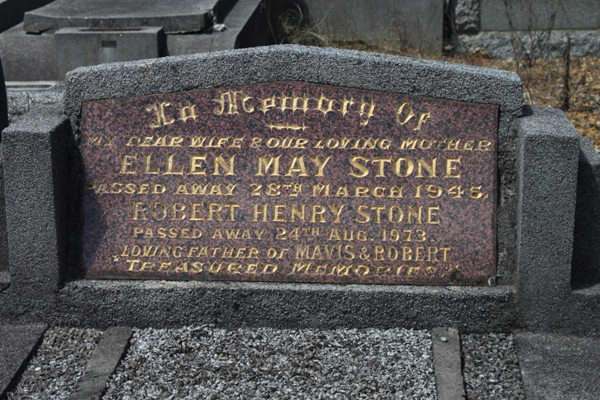 In Memory Of
MY DEAR WIFE & OUR LOVING MOTHER
ELLEN MAY STONE
PASSED AWAY 28TH MARCH 1945.
ROBERT HENRY STONE
PASSED AWAY 24TH AUG. 1973.
LOVING FATHER OF MAVIS & ROBERT
"TREASURED MEMORIES"